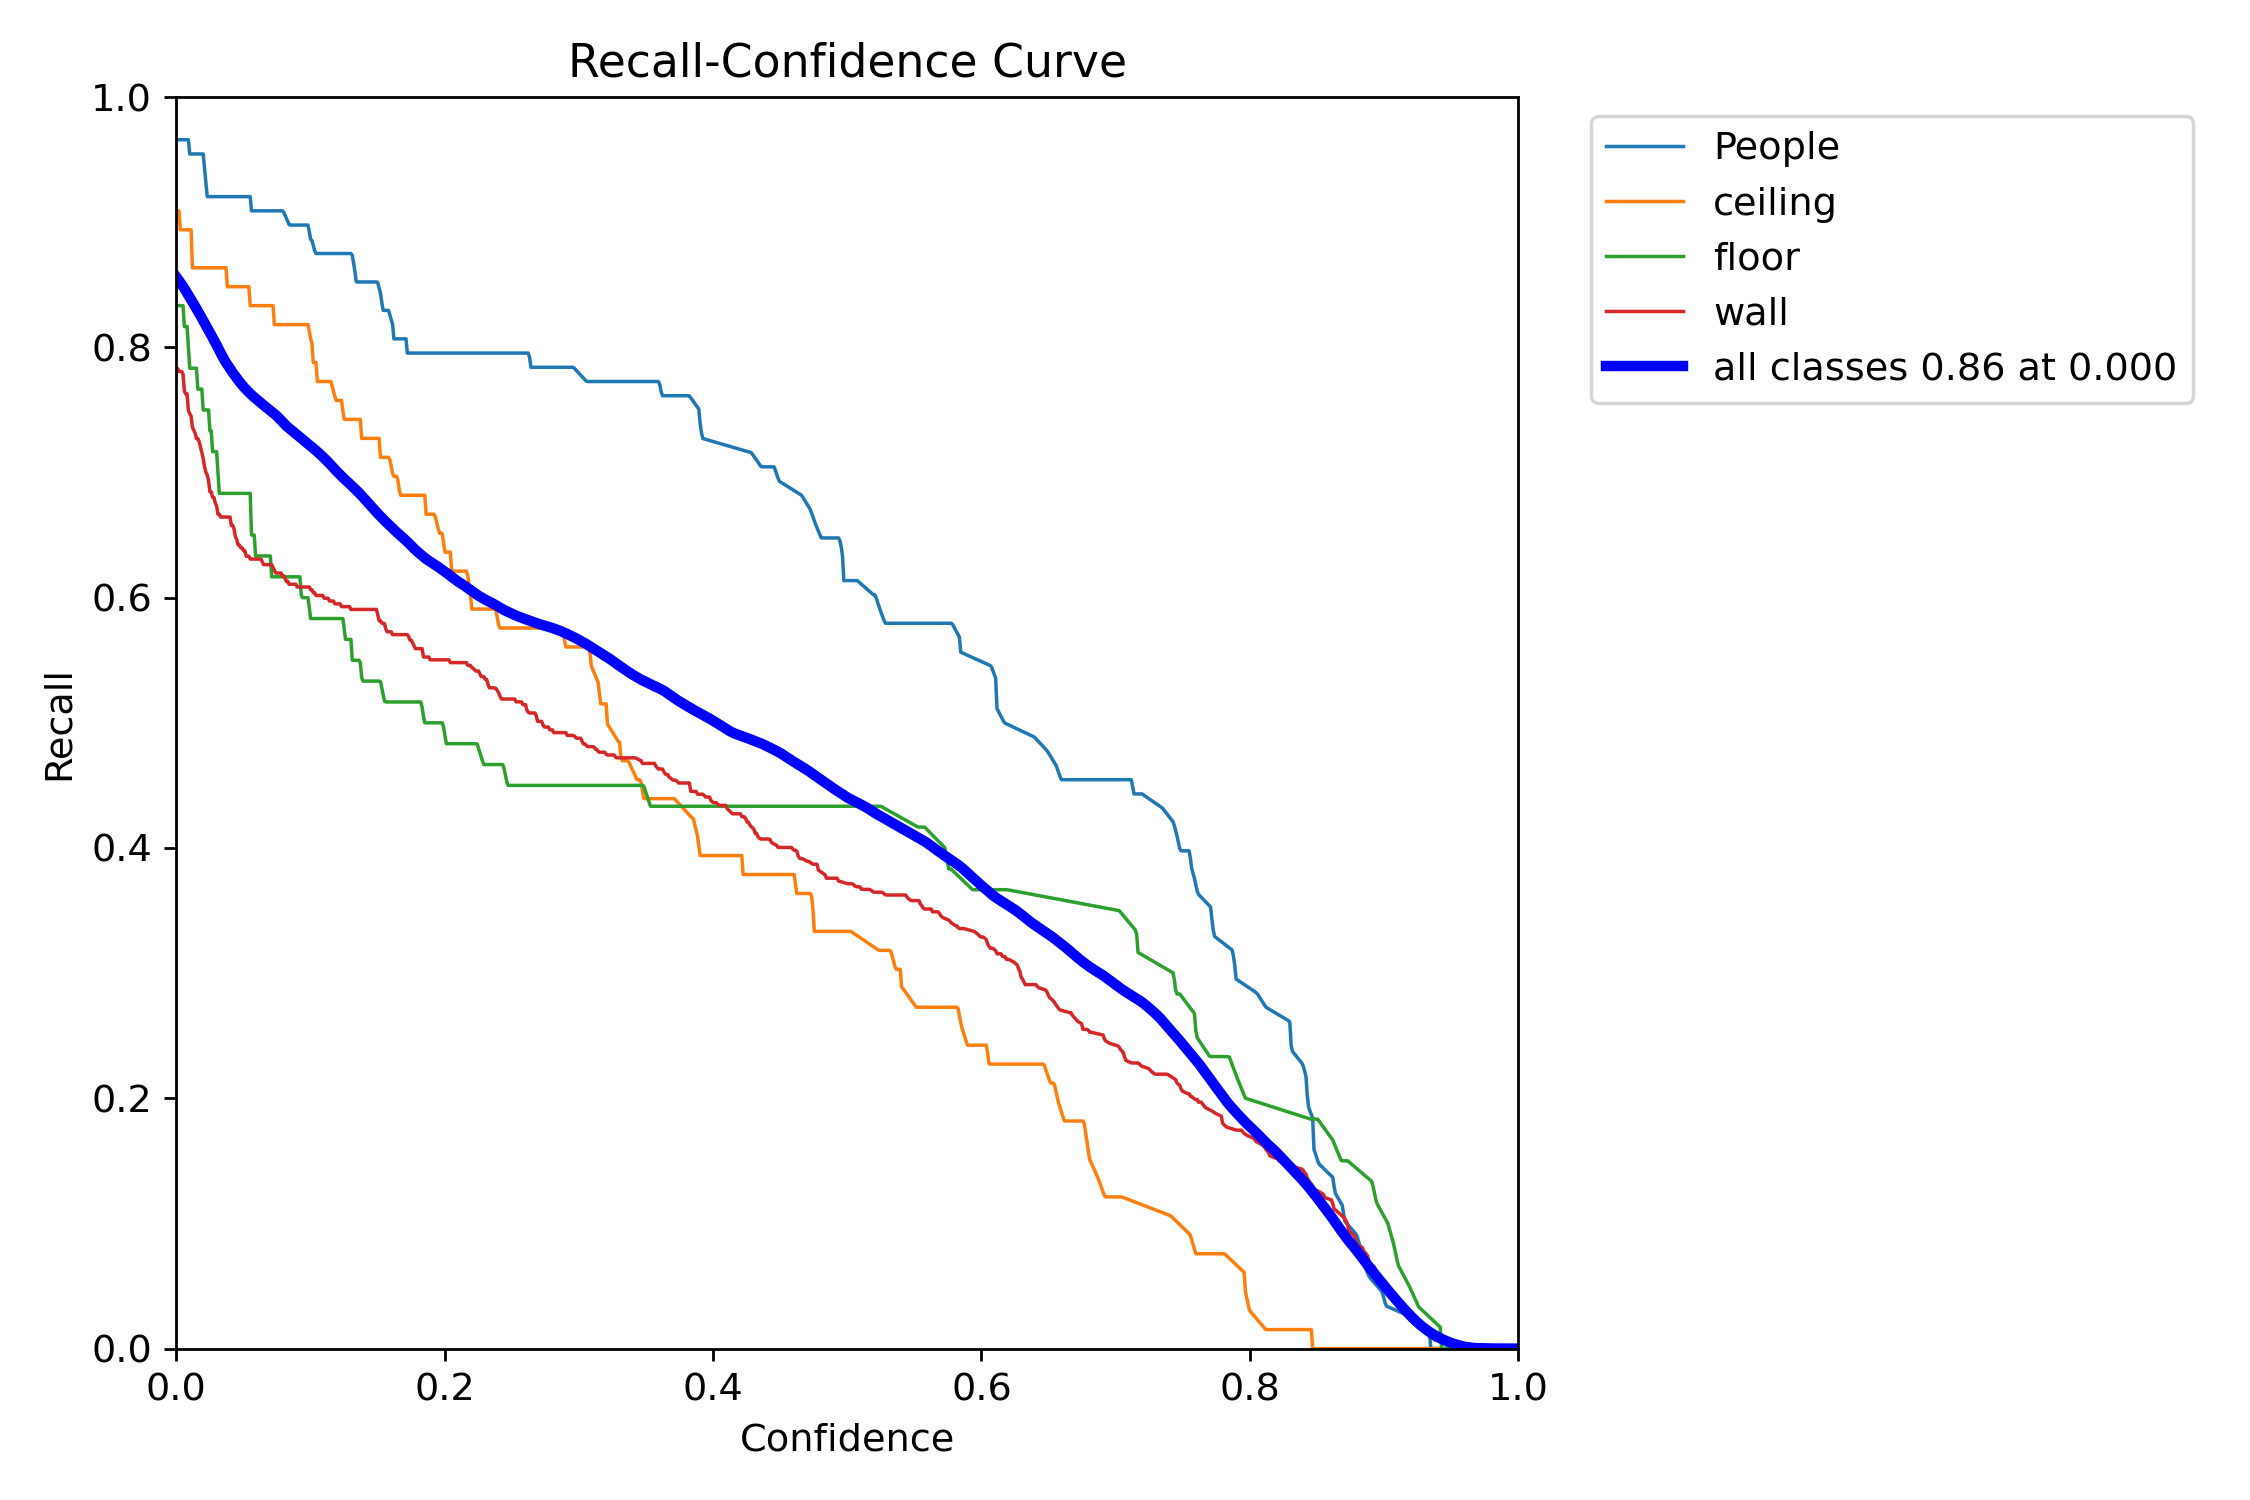 Recall-Confidence Curve
1.0
0.8
0.6
0.4
0.2
0.0
Recall
0.0 0.2 0.4 0.6 0.8 1.0
Confidence
People
ceiling
floor
wall
all classes 0.86 at 0.000